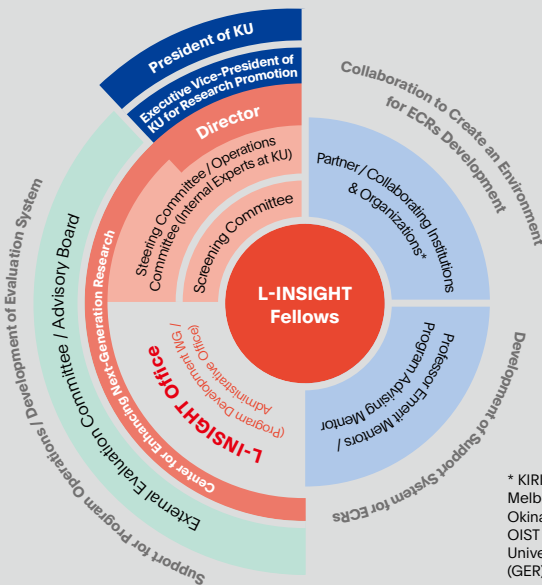 President of KU
Executive Vice-President of
KU for Research Promotion
Director
Steering Committee / Operations
Committee (Internal Experts at KU)
Screening Committee
L-INSIGHT
Fellows
Collaboration to Create an Environment
for ECRs Development
Partner / Collaborating Institutions
& Organizations*
Professor Emerit Mentors /
Program Advising Mentor
Development of Support System for ECRs
L-INSIGHT Office
(Program Development WG /
Administrative Office)
Center for Enhancing Next-Generation Research
External Evaluation Committee / Advisory Board
Support for Program Operations / Development of Evaluation System
* KIRI
Melb
Okina
OIST
Unive
(GER)